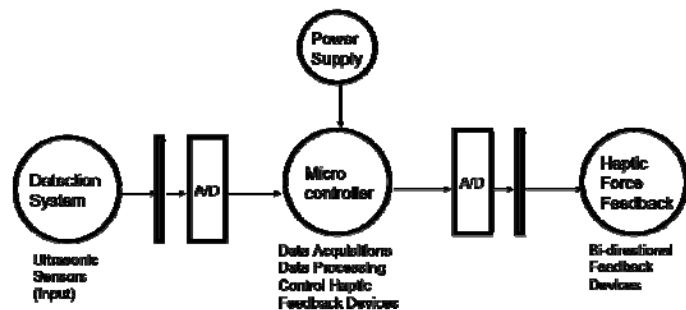 Power
Supply
Detection
System
A/D
Micro
controller
A/D
Haptic
Force
Feedback
Ultrasonic
Sensors
(Input)
Data Acquisitions
Data Processing
Control Haptic
Feedback Devices
Bi-directional
Feedback
Devices